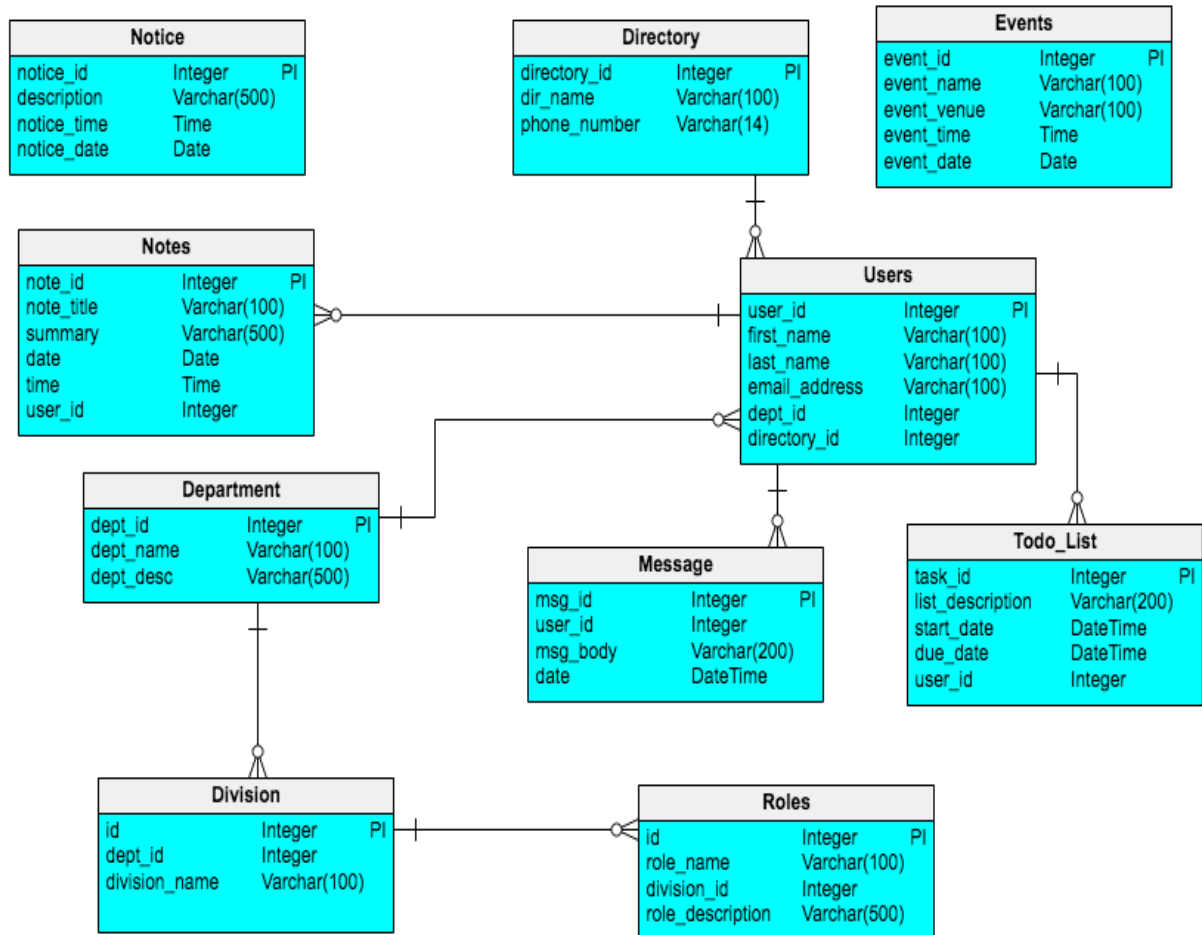 Notice
notice_id Integer PI
description Varchar(500)
notice_time Time
notice_date Date
Directory
directory_id Integer PI
dir_name Varchar(100)
phone_number Varchar(14)
Events
event_id Integer PI
event_name Varchar(100)
event_venue Varchar(100)
event_time Time
event_date Date
Notes
note_id Integer PI
note_title Varchar(100)
summary Varchar(500)
date Date
time Time
user_id Integer
Users
user_id Integer PI
first_name Varchar(100)
last_name Varchar(100)
email_address Varchar(100)
dept_id Integer
directory_id Integer
Department
dept_id Integer PI
dept_name Varchar(100)
dept_desc Varchar(500)
Message
msg_id Integer PI
user_id Integer
msg_body Varchar(200)
date DateTime
Todo_List
task_id Integer PI
list_description Varchar(200)
start_date DateTime
due_date DateTime
user_id Integer
Division
id Integer PI
dept_id Integer
division_name Varchar(100)
Roles
id Integer PI
role_name Varchar(100)
division_id Integer
role_description Varchar(500)